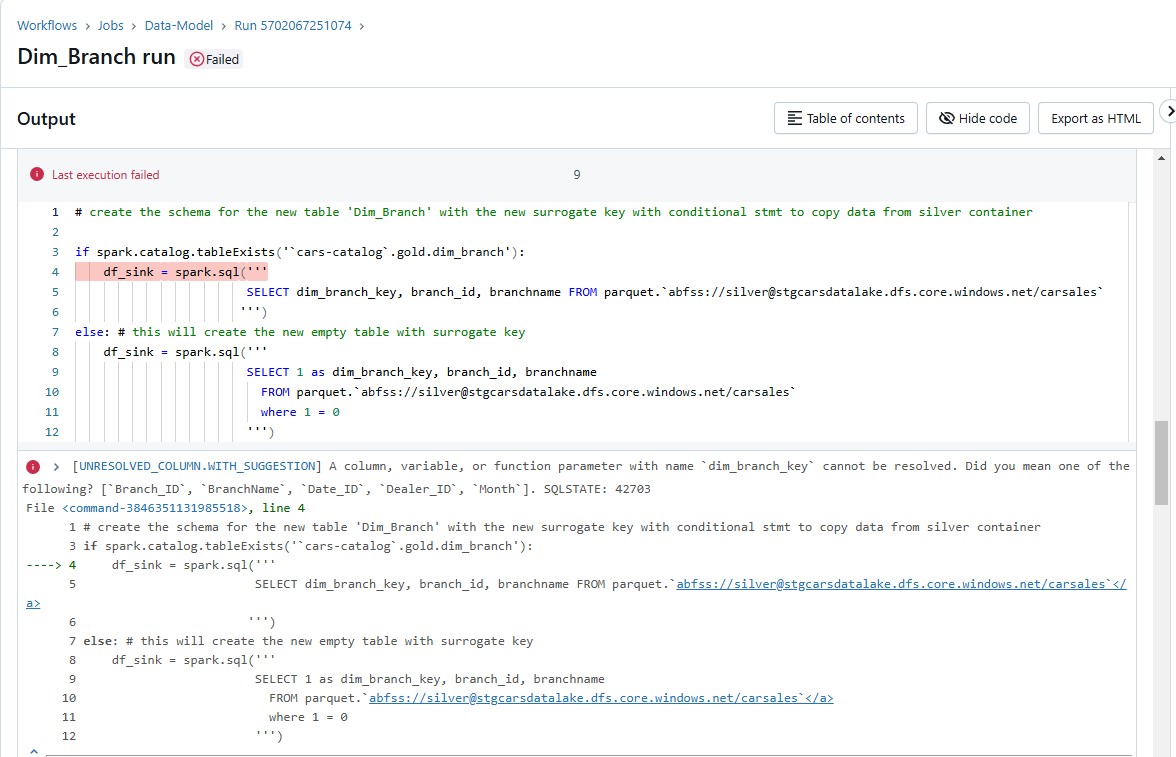 Workflows › Jobs › Data-Model › Run 5702067251074 ›
Dim_Branch run Failed
Output Table of contents Hide code Export as HTML
Last execution failed 9
1 # create the schema for the new table 'Dim_Branch' with the new surrogate key with conditional stmt to copy data from silver container
2
3 if spark.catalog.tableExists('`cars-catalog`.gold.dim_branch'):
4 df_sink = spark.sql('''
5 SELECT dim_branch_key, branch_id, branchname FROM parquet.`abfss://silver@stgcarsdatalake.dfs.core.windows.net/carsales`
6 ''')
7 else: # this will create the new empty table with surrogate key
8 df_sink = spark.sql('''
9 SELECT 1 as dim_branch_key, branch_id, branchname
10 FROM parquet.`abfss://silver@stgcarsdatalake.dfs.core.windows.net/carsales`
11 where 1 = 0
12 ''')
[UNRESOLVED_COLUMN.WITH_SUGGESTION] A column, variable, or function parameter with name `dim_branch_key` cannot be resolved. Did you mean one of the
following? [`Branch_ID`, `BranchName`, `Date_ID`, `Dealer_ID`, `Month`]. SQLSTATE: 42703
File <command-3846351131985518>, line 4
1 # create the schema for the new table 'Dim_Branch' with the new surrogate key with conditional stmt to copy data from silver container
3 if spark.catalog.tableExists('`cars-catalog`.gold.dim_branch'):
----> 4 df_sink = spark.sql('''
5 SELECT dim_branch_key, branch_id, branchname FROM parquet.`abfss://silver@stgcarsdatalake.dfs.core.windows.net/carsales`</
a>
6 ''')
7 else: # this will create the new empty table with surrogate key
8 df_sink = spark.sql('''
9 SELECT 1 as dim_branch_key, branch_id, branchname
10 FROM parquet.`abfss://silver@stgcarsdatalake.dfs.core.windows.net/carsales`</a>
11 where 1 = 0
12 ''')